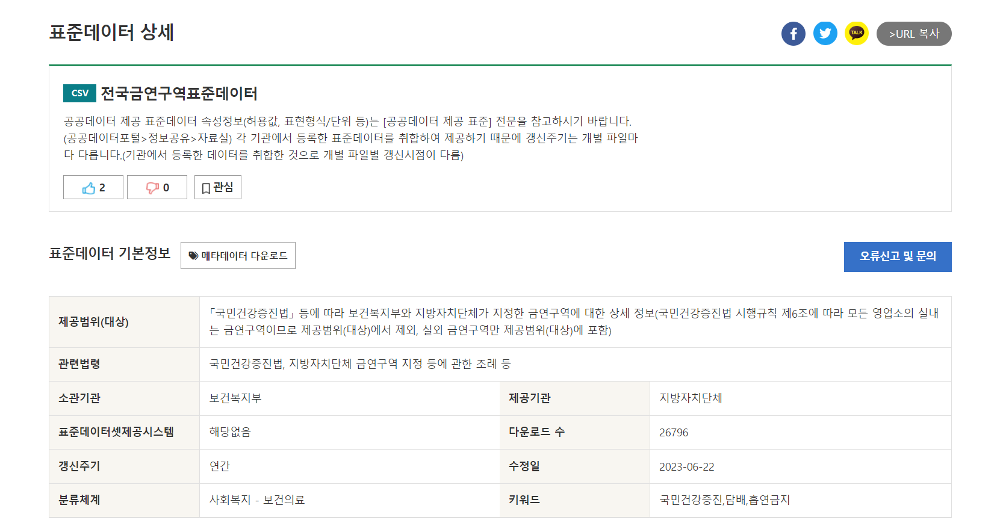 표준데이터 상세
TALK
>URL 복사
CSV 전국금연구역표준데이터
공공데이터 제공 표준데이터 속성정보(허용값, 표현형식/단위 등)는 [공공데이터 제공 표준] 전문을 참고하시기 바랍니다.
(공공데이터포털>정보공유>자료실) 각 기관에서 등록한 표준데이터를 취합하여 제공하기 때문에 갱신주기는 개별 파일마
다 다릅니다.(기관에서 등록한 데이터를 취합한 것으로 개별 파일별 갱신시점이 다름)
2 0 관심
표준데이터 기본정보 메타데이터 다운로드 오류신고 및 문의
제공범위(대상)
「국민건강증진법」 등에 따라 보건복지부와 지방자치단체가 지정한 금연구역에 대한 상세 정보(국민건강증진법 시행규칙 제6조에 따라 모든 영업소의 실내
는 금연구역이므로 제공범위(대상)에서 제외, 실외 금연구역만 제공범위(대상)에 포함)
관련법령 국민건강증진법, 지방자치단체 금연구역 지정 등에 관한 조례 등
소관기관 보건복지부 제공기관 지방자치단체
표준데이터셋제공시스템 해당없음 다운로드 수 26796
갱신주기 연간 수정일 2023-06-22
분류체계 사회복지 - 보건의료 키워드 국민건강증진,담배,흡연금지